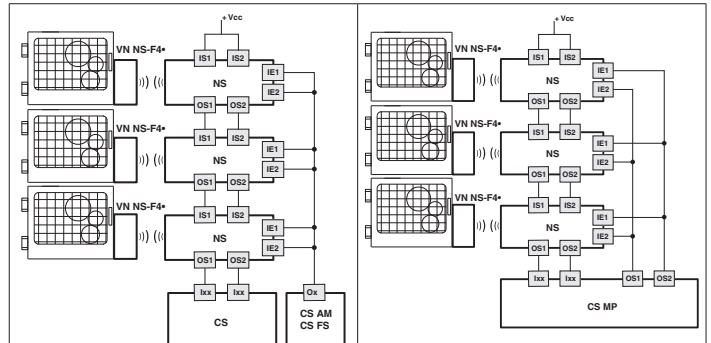 + Vcc
VN NS-F4•
IS1 IS2
NS
IE1
IE2
OS1 OS2
VN NS-F4•
IS1 IS2
NS
IE1
IE2
OS1 OS2
VN NS-F4•
IS1 IS2
NS
IE1
IE2
OS1 OS2
Ixx Ixx Ox
CS
CS AM
CS FS
+ Vcc
VN NS-F4•
IS1 IS2
NS
IE1
IE2
OS1 OS2
VN NS-F4•
IS1 IS2
NS
IE1
IE2
OS1 OS2
VN NS-F4•
IS1 IS2
NS
IE1
IE2
OS1 OS2
Ixx Ixx OS1 OS2
CS MP